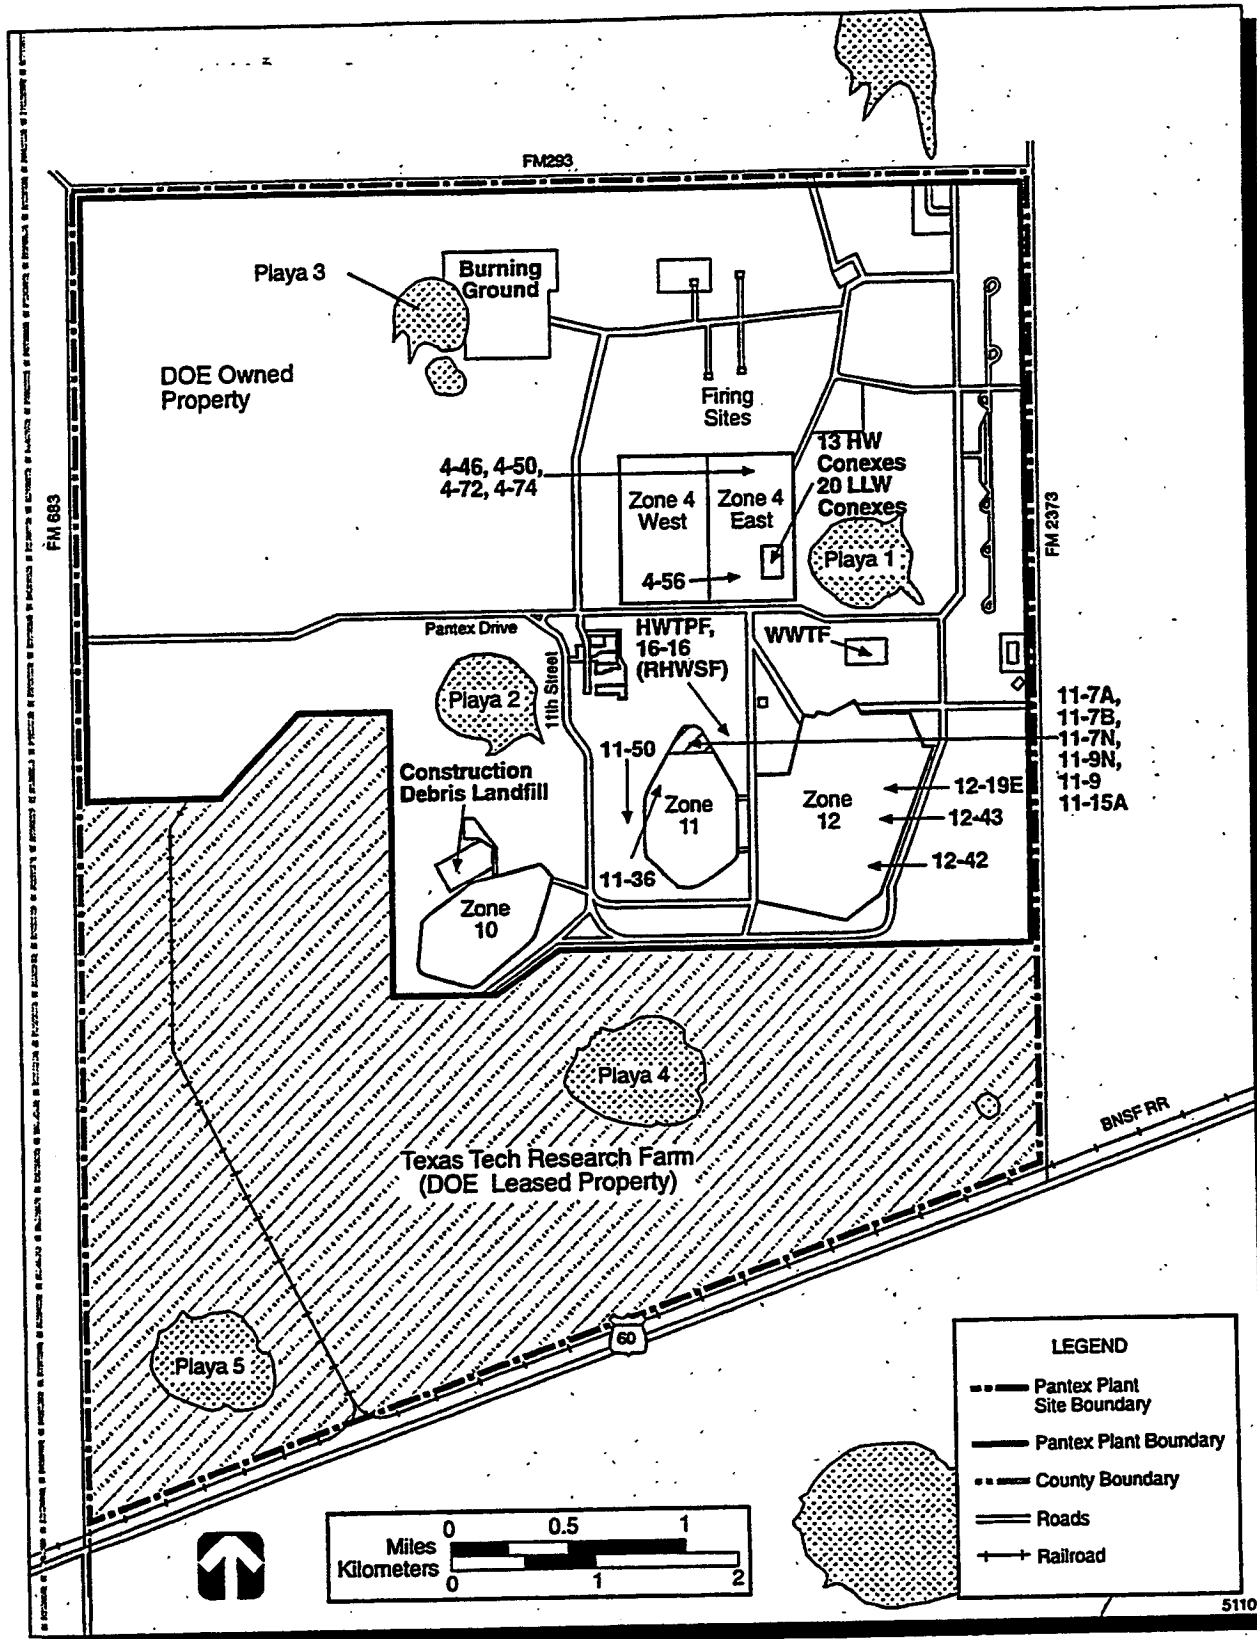 FM293
Playa 3
Burning
Ground
DOE Owned
Property
Firing
Sites
13 HW
Conexes
20 LLW
Conexes
4-46, 4-50,
4-72, 4-74
Zone 4
West
Zone 4
East
FM 683
FM 2373
Playa 1
4-56
Pantex Drive
HWTPF,
16-16
(RHWSF)
WWTF
11th Street
Playa 2
11-7A,
11-7B,
11-7N,
11-9N,
11-9
11-15A
11-50
Construction
Debris Landfill
Zone
11
Zone
12
12-19E
12-43
12-42
11-36
Zone
10
Playa 4
BNSF RR
Texas Tech Research Farm
(DOE Leased Property)
60
Playa 5
LEGEND
Pantex Plant
Site Boundary
Pantex Plant Boundary
County Boundary
Roads
Railroad
0 0.5 1
Miles
Kilometers
0 1 2
5110